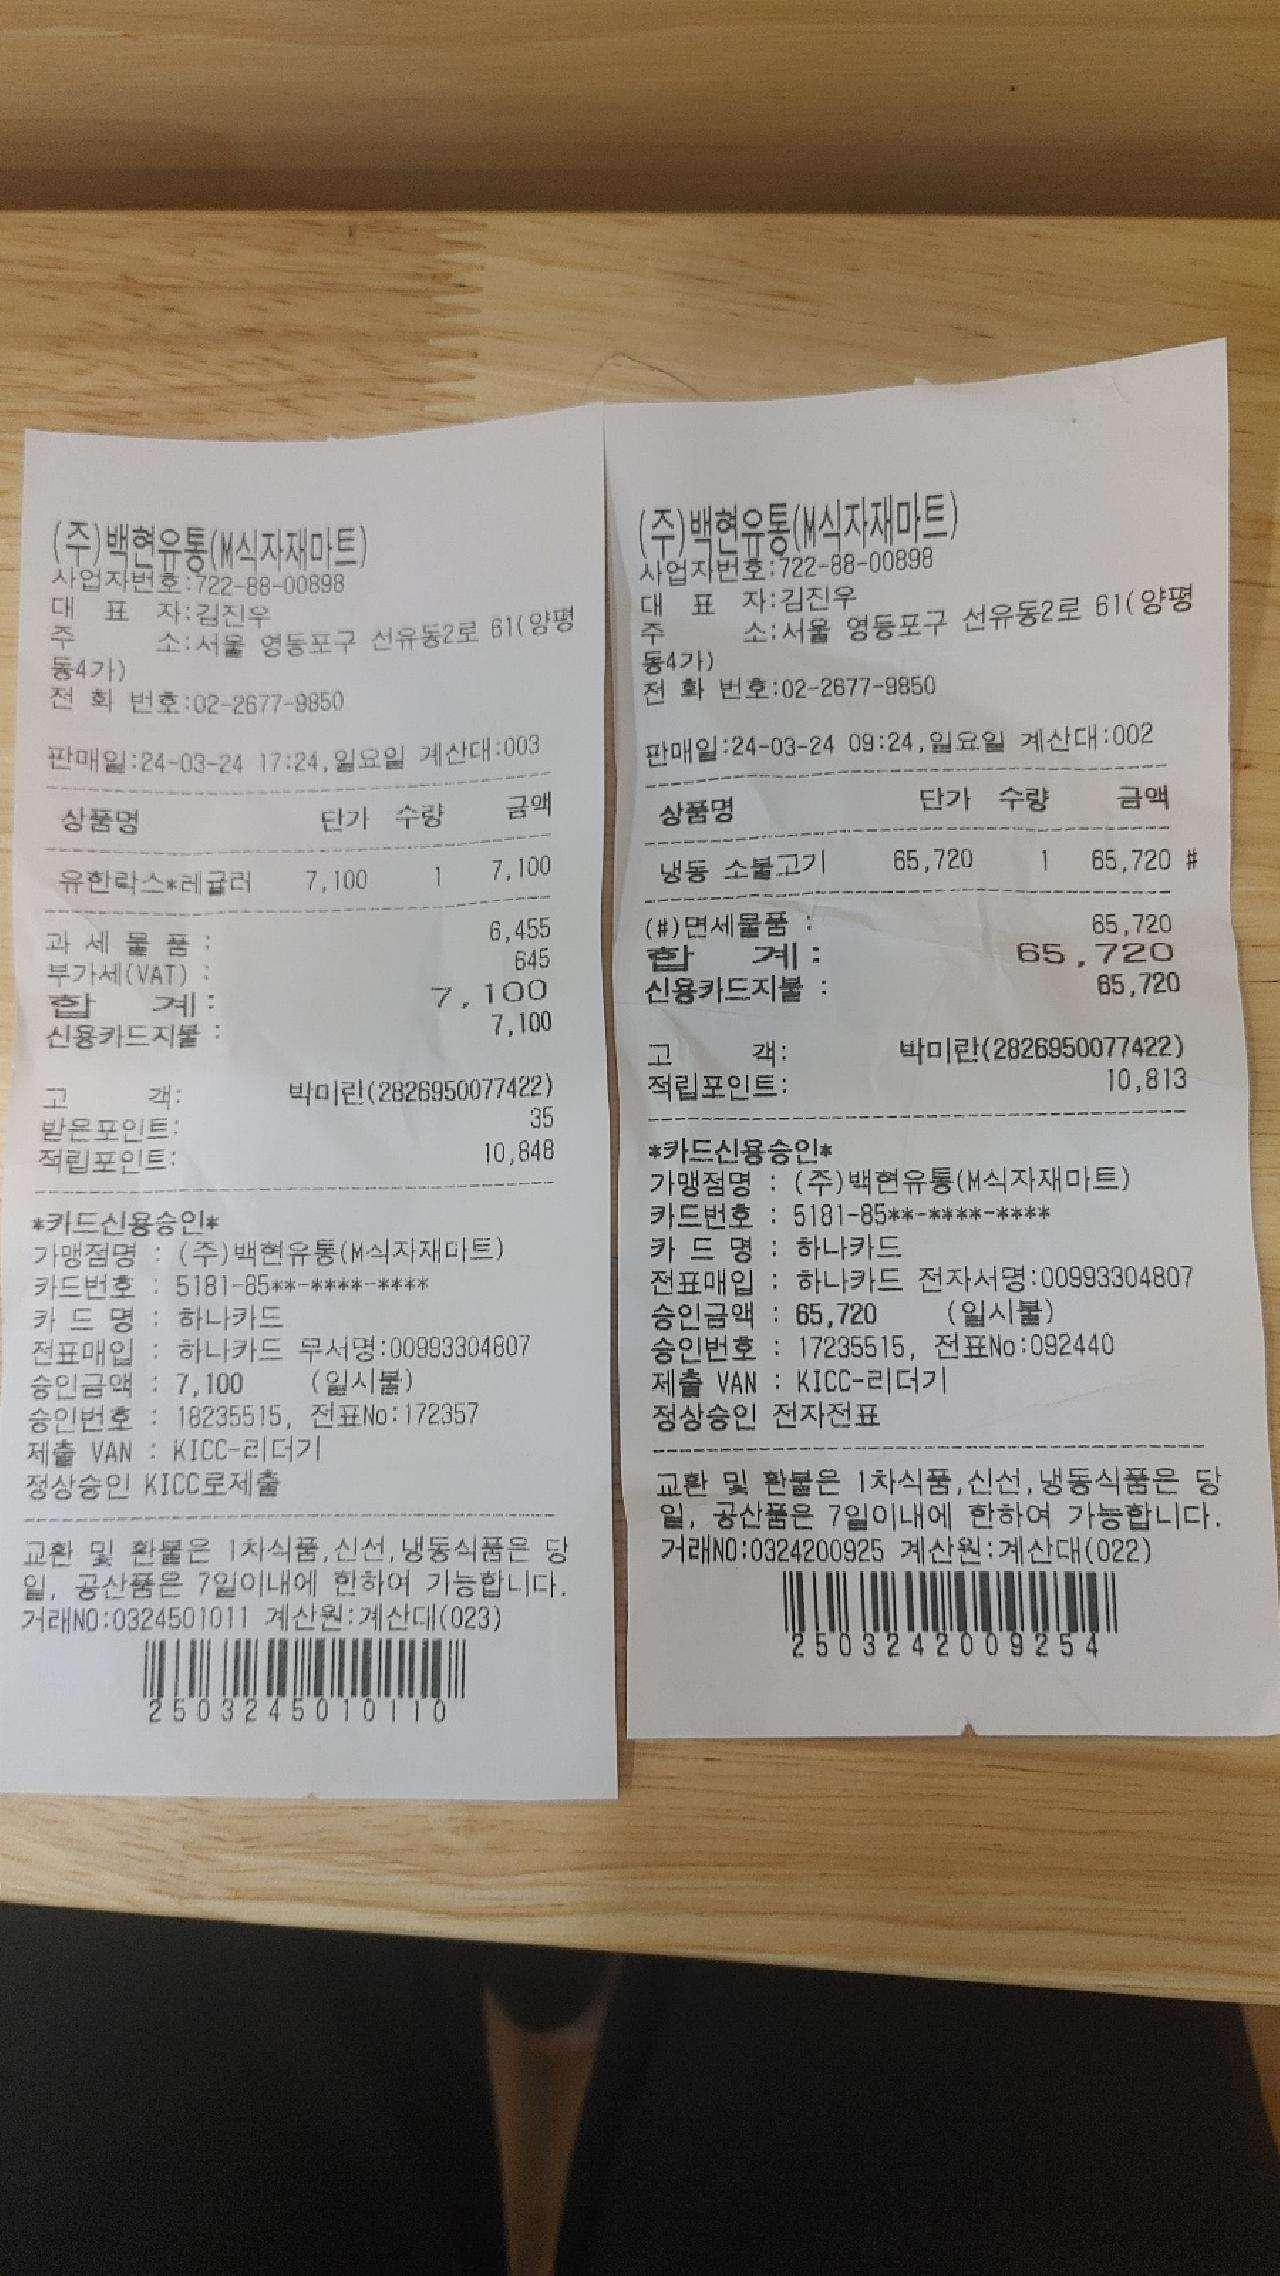 (주)백현유통(M식자재마트)
사업자번호:722-88-00898
대 표 자:김진우
주 소:서울 영등포구 선유동2로 61(양평
동4가)
전 화 번호:02-2677-9850
판매일:24-03-24 17:24,일요일 계산대:003
상품명 단가 수량 금액
유한락스*레귤러 7,100 1 7,100
과 세 물 품 : 6,455
부가세(VAT) : 645
합 계: 7,100
신용카드지불 : 7,100
고 객: 박미란(2826950077422)
받은포인트: 35
적립포인트: 10,848
*카드신용승인*
가맹점명 : (주)백현유통(M식자재마트)
카드번호 : 5181-85**-****-****
카 드 명 : 하나카드
전표매입 : 하나카드 무서명:00993304807
승인금액 : 7,100 (일시불)
승인번호 : 18235515, 전표No:172357
제출 VAN : KICC-리더기
정상승인 KICC로제출
교환 및 환불은 1차식품,신선,냉동식품은 당
일, 공산품은 7일이내에 한하여 가능합니다.
거래NO:0324501011 계산원:계산대(023)
2503245010110
(주)백현유통(M식자재마트)
사업자번호:722-88-00898
대 표 자:김진우
주 소:서울 영등포구 선유동2로 61(양평
동4가)
전 화 번호:02-2677-9850
판매일:24-03-24 09:24,일요일 계산대:002
상품명 단가 수량 금액
냉동 소불고기 65,720 1 65,720 #
(#)면세물품 : 65,720
합 계: 65,720
신용카드지불 : 65,720
고 객: 박미란(2826950077422)
적립포인트: 10,813
*카드신용승인*
가맹점명 : (주)백현유통(M식자재마트)
카드번호 : 5181-85**-****-****
카 드 명 : 하나카드
전표매입 : 하나카드 전자서명:00993304807
승인금액 : 65,720 (일시불)
승인번호 : 17235515, 전표No:092440
제출 VAN : KICC-리더기
정상승인 전자전표
교환 및 환불은 1차식품,신선,냉동식품은 당
일, 공산품은 7일이내에 한하여 가능합니다.
거래NO:0324200925 계산원:계산대(022)
2503242009254